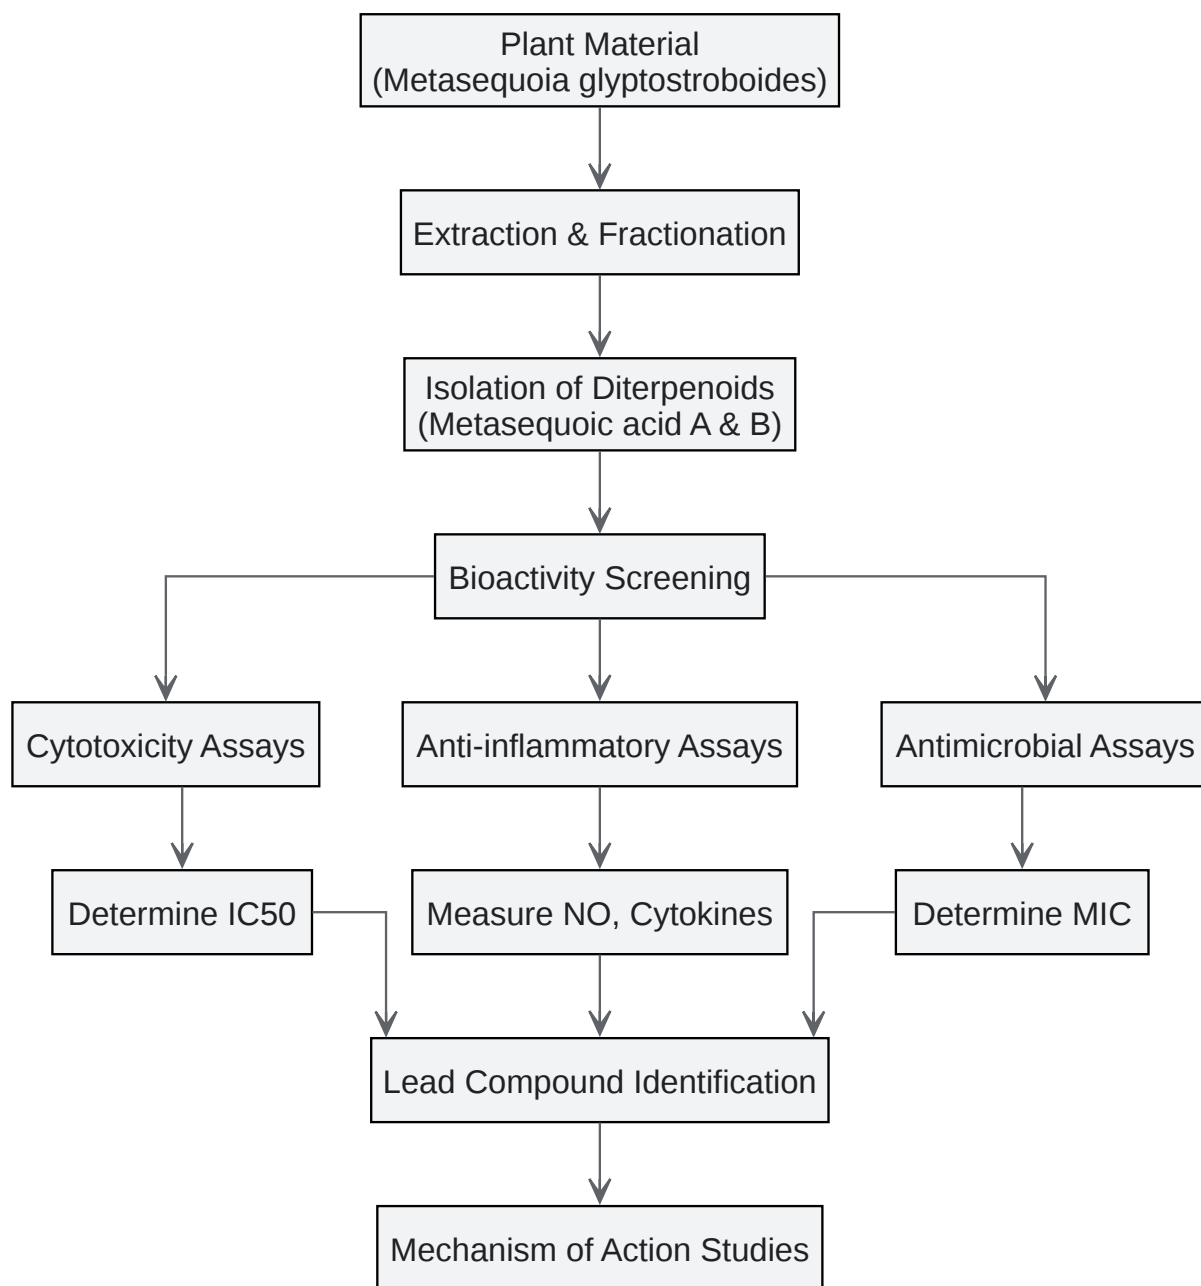 Plant Material
(Metasequoia glyptostroboides)
Extraction & Fractionation
Isolation of Diterpenoids
(Metasequoic acid A & B)
Bioactivity Screening
Cytotoxicity Assays
Anti-inflammatory Assays
Antimicrobial Assays
Determine IC50
Measure NO, Cytokines
Determine MIC
Lead Compound Identification
Mechanism of Action Studies